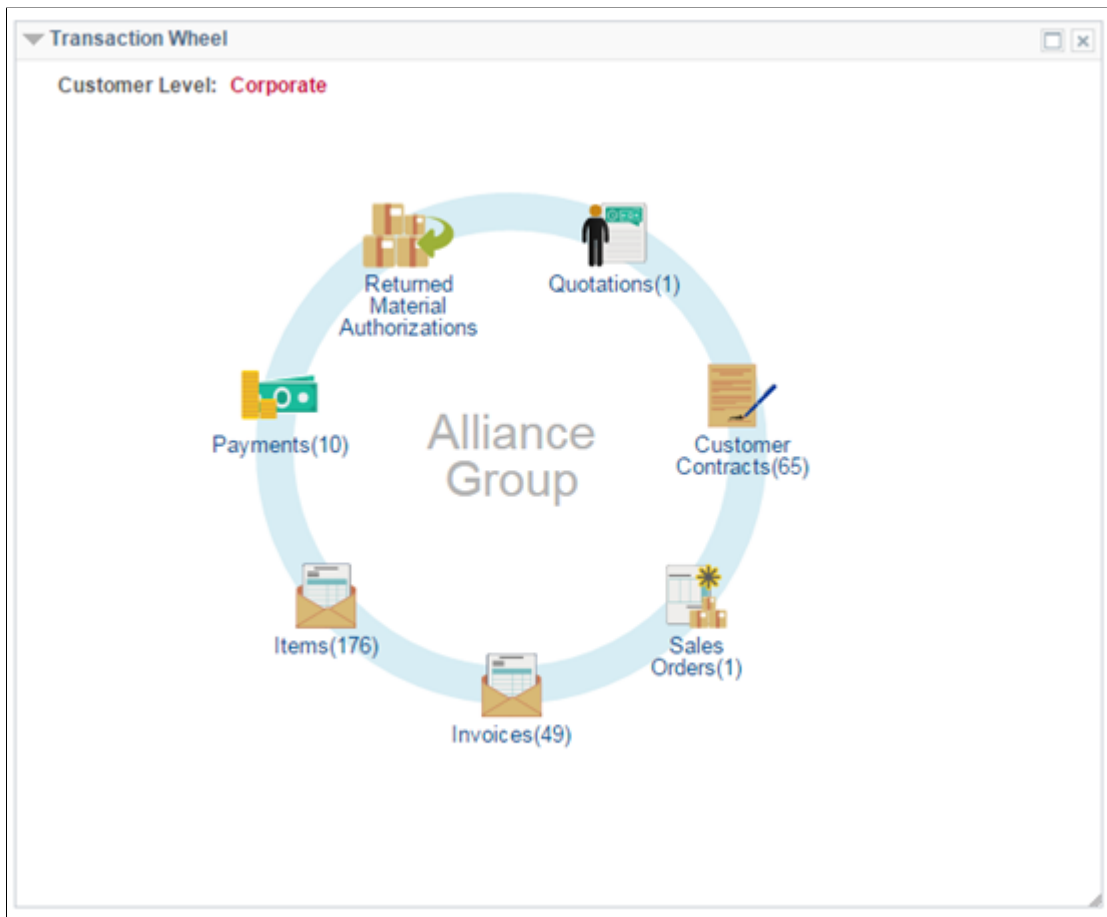 Transaction Wheel
Customer Level: Corporate
Returned
Material
Authorizations
Quotations(1)
Payments(10)
Alliance
Group
Customer
Contracts(65)
Items(176)
Sales
Orders(1)
Invoices(49)